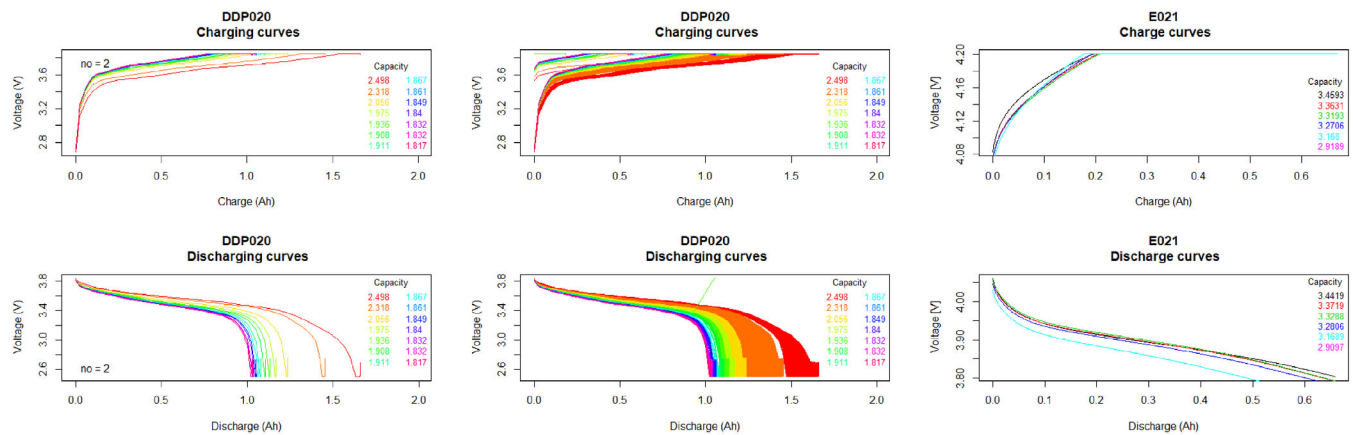 DDP020
Charging curves
Voltage (V)
3.6
3.2
2.8
no = 2
Capacity
2.498 1.867
2.318 1.861
2.056 1.849
1.975 1.84
1.936 1.832
1.908 1.832
1.911 1.817
0.0 0.5 1.0 1.5 2.0
Charge (Ah)
DDP020
Charging curves
Voltage (V)
3.6
3.2
2.8
Capacity
2.498 1.867
2.318 1.861
2.056 1.849
1.975 1.84
1.936 1.832
1.908 1.832
1.911 1.817
0.0 0.5 1.0 1.5 2.0
Charge (Ah)
E021
Charge curves
Voltage [V]
4.20
4.16
4.12
4.08
Capacity
3.4593
3.3631
3.3193
3.2706
3.169
2.9189
0.0 0.1 0.2 0.3 0.4 0.5 0.6
Charge (Ah)
DDP020
Discharging curves
Voltage (V)
3.8
3.4
3.0
2.6
no = 2
Capacity
2.498 1.867
2.318 1.861
2.056 1.849
1.975 1.84
1.936 1.832
1.908 1.832
1.911 1.817
0.0 0.5 1.0 1.5 2.0
Discharge (Ah)
DDP020
Discharging curves
Voltage (V)
3.8
3.4
3.0
2.6
Capacity
2.498 1.867
2.318 1.861
2.056 1.849
1.975 1.84
1.936 1.832
1.908 1.832
1.911 1.817
0.0 0.5 1.0 1.5 2.0
Discharge (Ah)
E021
Discharge curves
Voltage [V]
4.00
3.90
3.80
Capacity
3.4419
3.3719
3.3288
3.2806
3.1689
2.9097
0.0 0.1 0.2 0.3 0.4 0.5 0.6
Discharge (Ah)